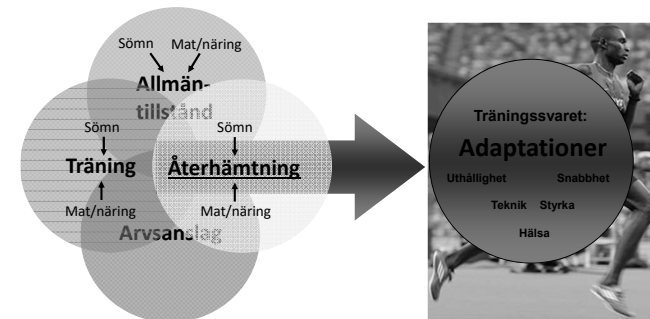 Sömn Mat/näring
Allmän-
tillstånd
Sömn Sömn
Träning Återhämtning
Mat/näring Mat/näring
Arvsanslag
Träningssvaret:
Adaptationer
Uthållighet Snabbhet
Teknik Styrka
Hälsa